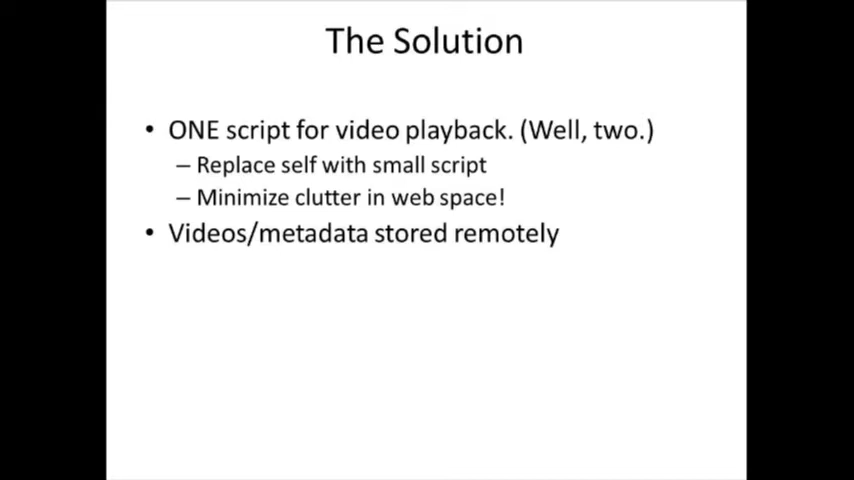 The Solution
• ONE script for video playback. (Well, two.)
– Replace self with small script
– Minimize clutter in web space!
• Videos/metadata stored remotely